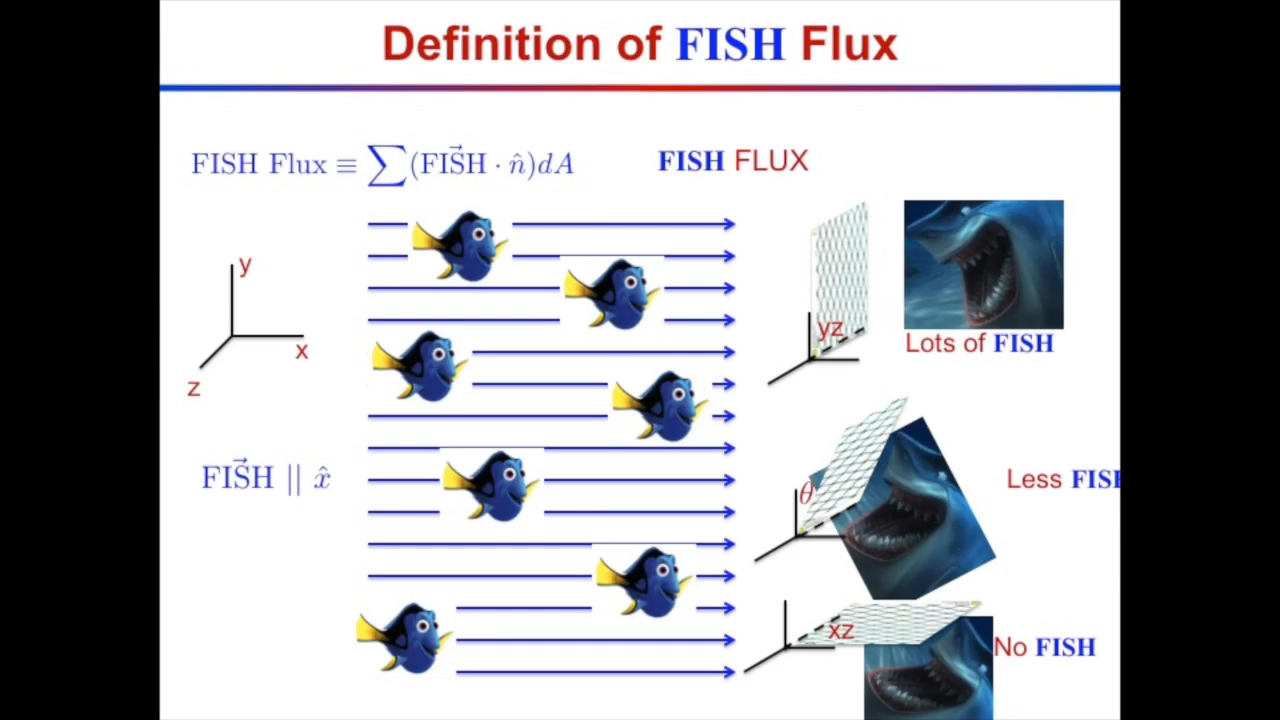 Definition of FISH Flux
FISH Flux ≡ ∑(FIS⃗H · n̂)dA
FISH FLUX
y
x
z
yz
Lots of FISH
FIS⃗H || x̂
θ
Less FISH
xz
No FISH